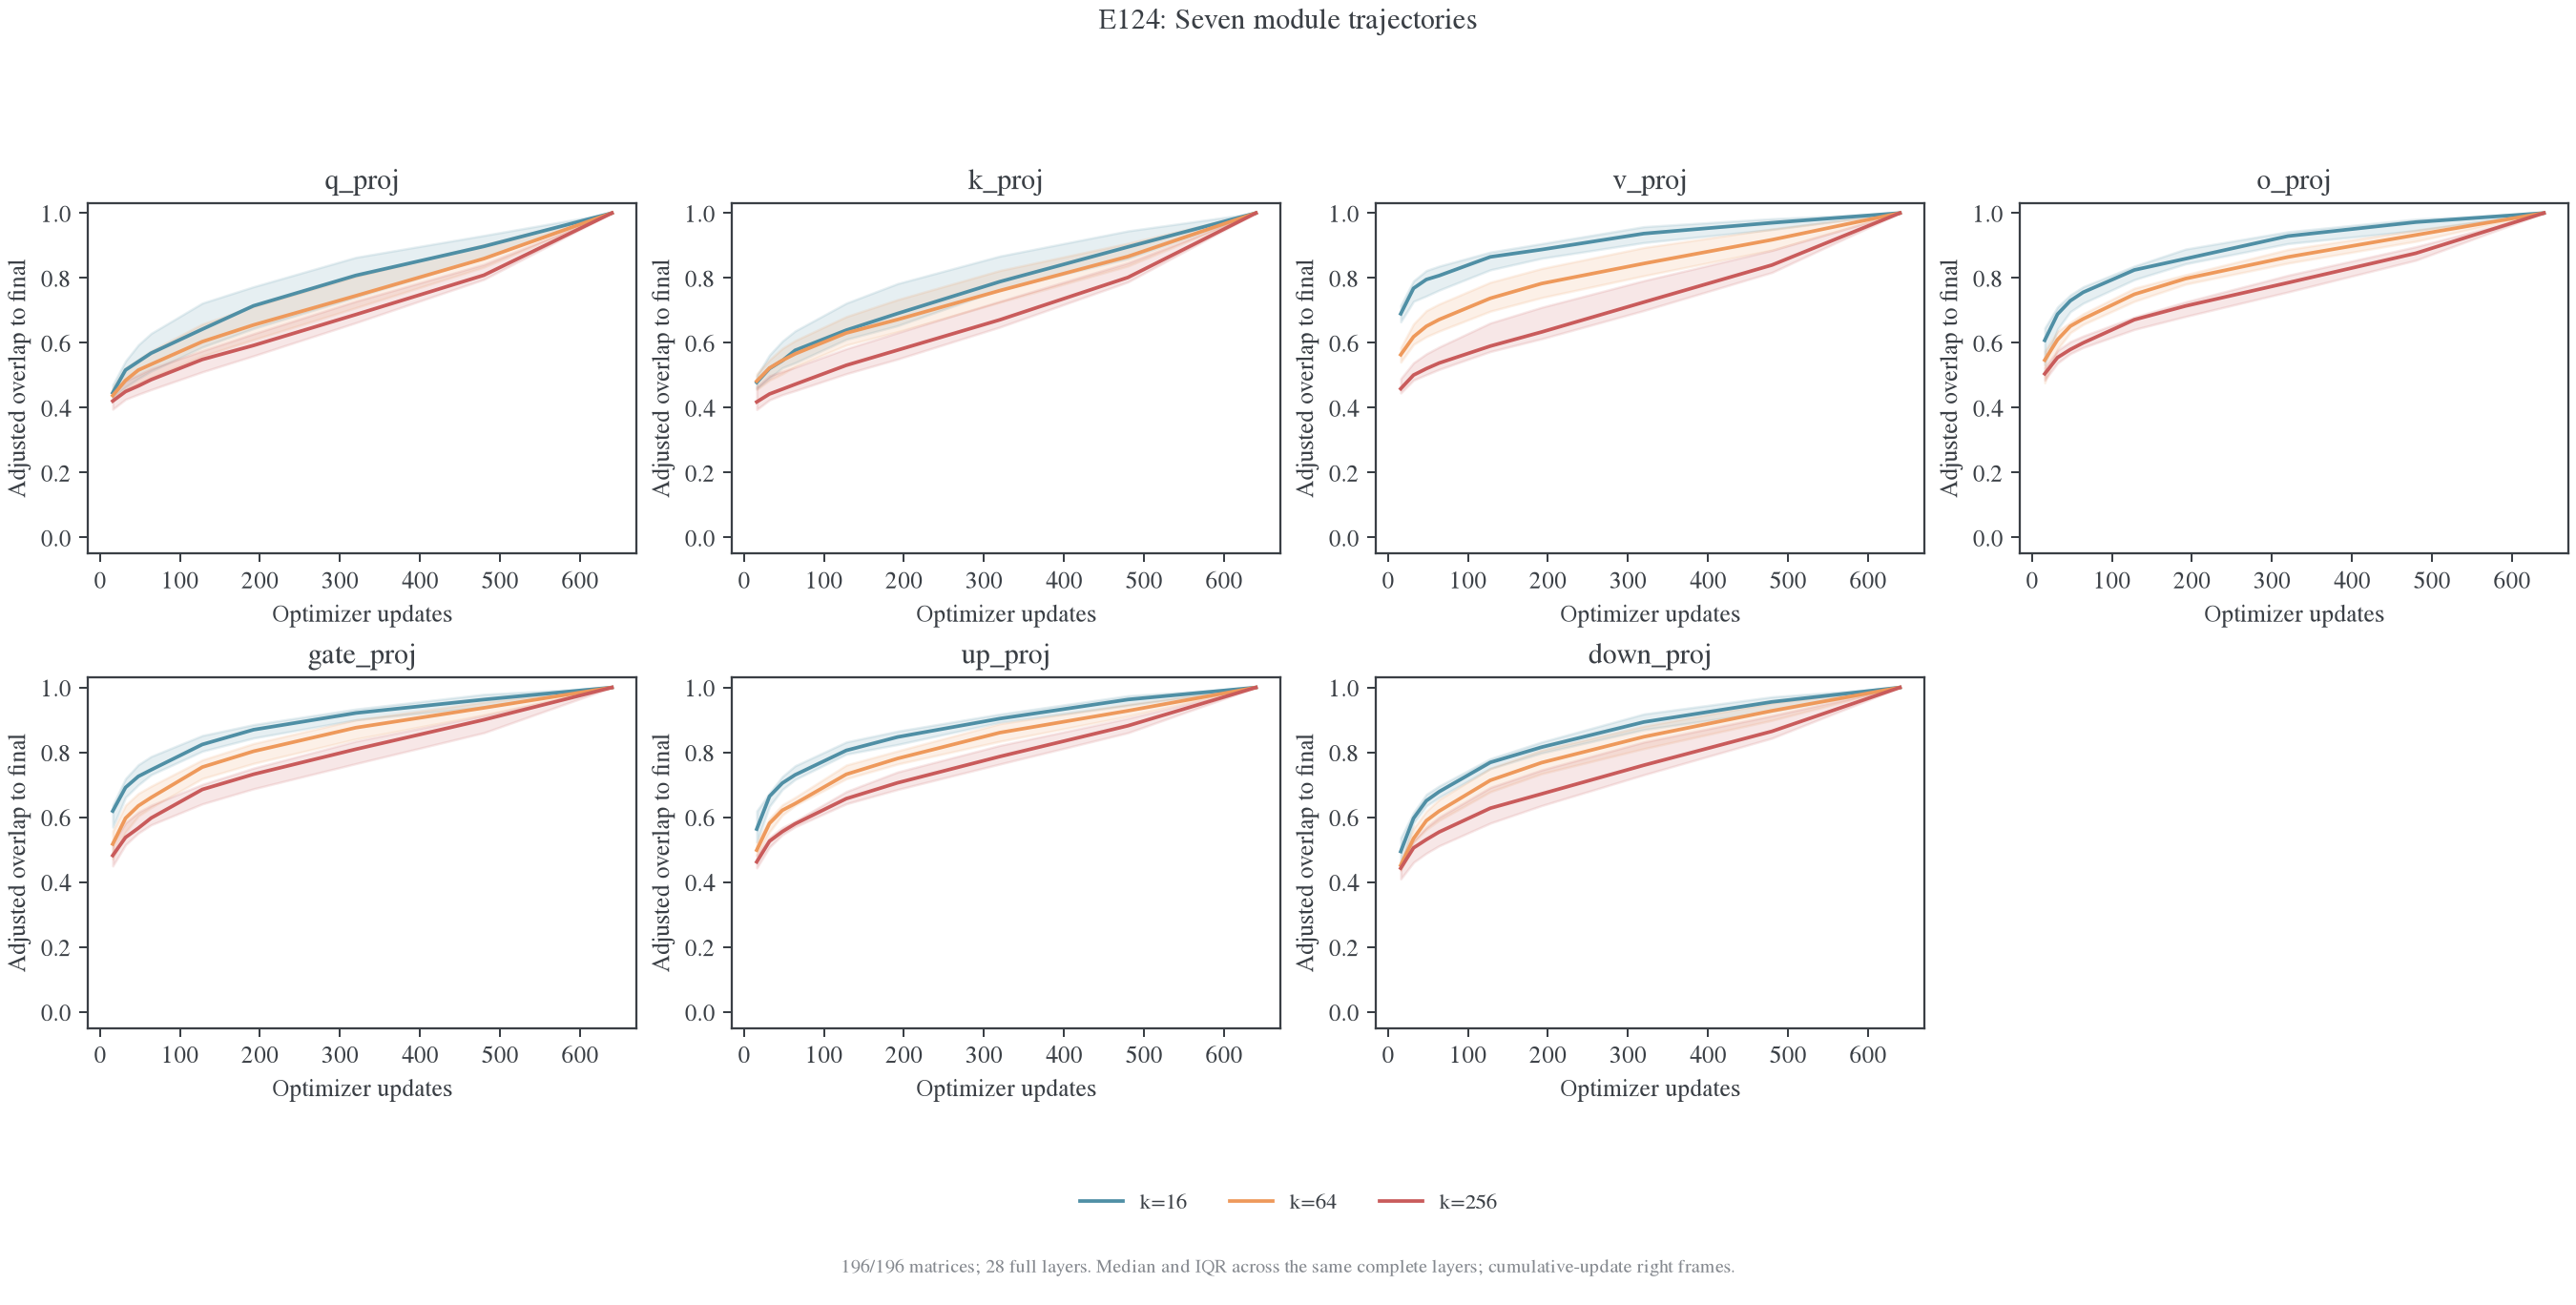 E124: Seven module trajectories
q_proj
k_proj
v_proj
o_proj
Adjusted overlap to final
1.0
0.8
0.6
0.4
0.2
0.0
0 100 200 300 400 500 600
Optimizer updates
Adjusted overlap to final
1.0
0.8
0.6
0.4
0.2
0.0
0 100 200 300 400 500 600
Optimizer updates
Adjusted overlap to final
1.0
0.8
0.6
0.4
0.2
0.0
0 100 200 300 400 500 600
Optimizer updates
Adjusted overlap to final
1.0
0.8
0.6
0.4
0.2
0.0
0 100 200 300 400 500 600
Optimizer updates
gate_proj
up_proj
down_proj
Adjusted overlap to final
1.0
0.8
0.6
0.4
0.2
0.0
0 100 200 300 400 500 600
Optimizer updates
Adjusted overlap to final
1.0
0.8
0.6
0.4
0.2
0.0
0 100 200 300 400 500 600
Optimizer updates
Adjusted overlap to final
1.0
0.8
0.6
0.4
0.2
0.0
0 100 200 300 400 500 600
Optimizer updates
k=16 k=64 k=256
196/196 matrices; 28 full layers. Median and IQR across the same complete layers; cumulative-update right frames.